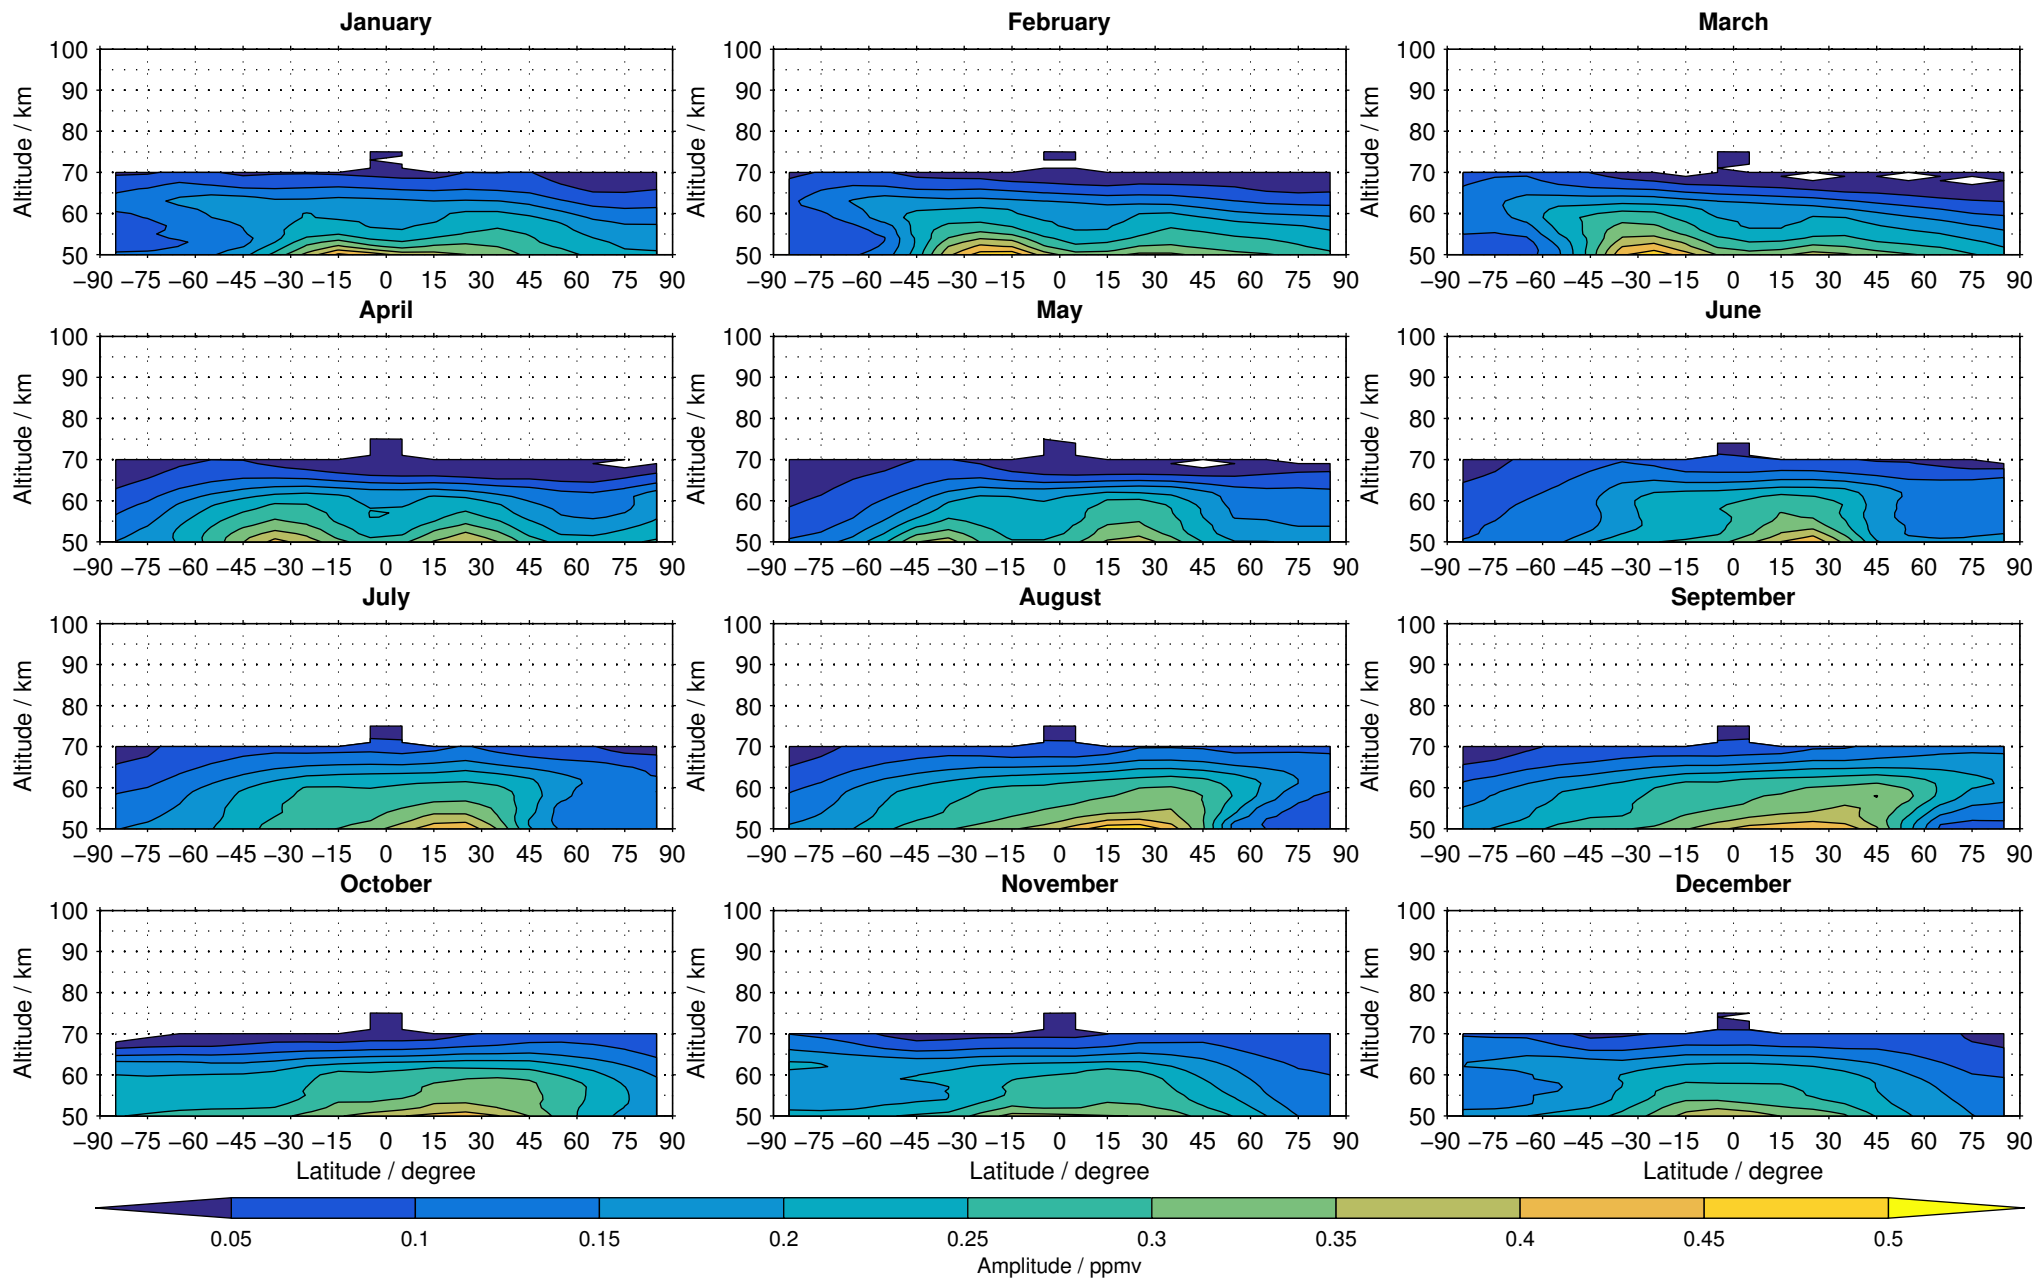 January February March
100 100 100
90 90 90
80 80 80
70 70 70
60 60 60
50 50 50
Altitude / km Altitude / km Altitude / km
−90 −75 −60 −45 −30 −15 0 15 30 45 60 75 90 −90 −75 −60 −45 −30 −15 0 15 30 45 60 75 90 −90 −75 −60 −45 −30 −15 0 15 30 45 60 75 90
April May June
100 100 100
90 90 90
80 80 80
70 70 70
60 60 60
50 50 50
Altitude / km Altitude / km Altitude / km
−90 −75 −60 −45 −30 −15 0 15 30 45 60 75 90 −90 −75 −60 −45 −30 −15 0 15 30 45 60 75 90 −90 −75 −60 −45 −30 −15 0 15 30 45 60 75 90
July August September
100 100 100
90 90 90
80 80 80
70 70 70
60 60 60
50 50 50
Altitude / km Altitude / km Altitude / km
−90 −75 −60 −45 −30 −15 0 15 30 45 60 75 90 −90 −75 −60 −45 −30 −15 0 15 30 45 60 75 90 −90 −75 −60 −45 −30 −15 0 15 30 45 60 75 90
October November December
100 100 100
90 90 90
80 80 80
70 70 70
60 60 60
50 50 50
Altitude / km Altitude / km Altitude / km
−90 −75 −60 −45 −30 −15 0 15 30 45 60 75 90 −90 −75 −60 −45 −30 −15 0 15 30 45 60 75 90 −90 −75 −60 −45 −30 −15 0 15 30 45 60 75 90
Latitude / degree Latitude / degree Latitude / degree
0.05 0.1 0.15 0.2 0.25 0.3 0.35 0.4 0.45 0.5
Amplitude / ppmv